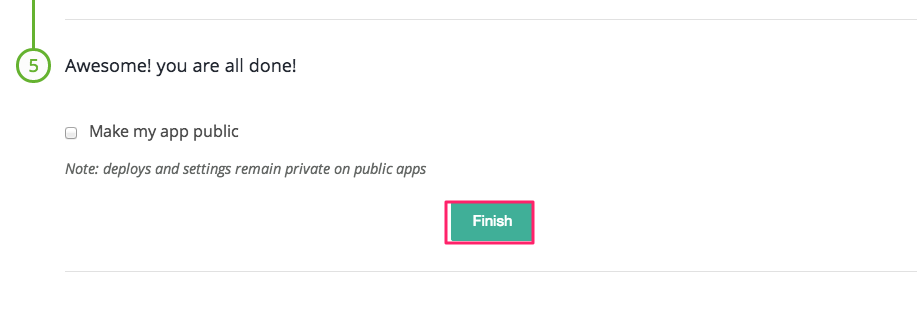 5
Awesome! you are all done!
Make my app public
Note: deploys and settings remain private on public apps
Finish